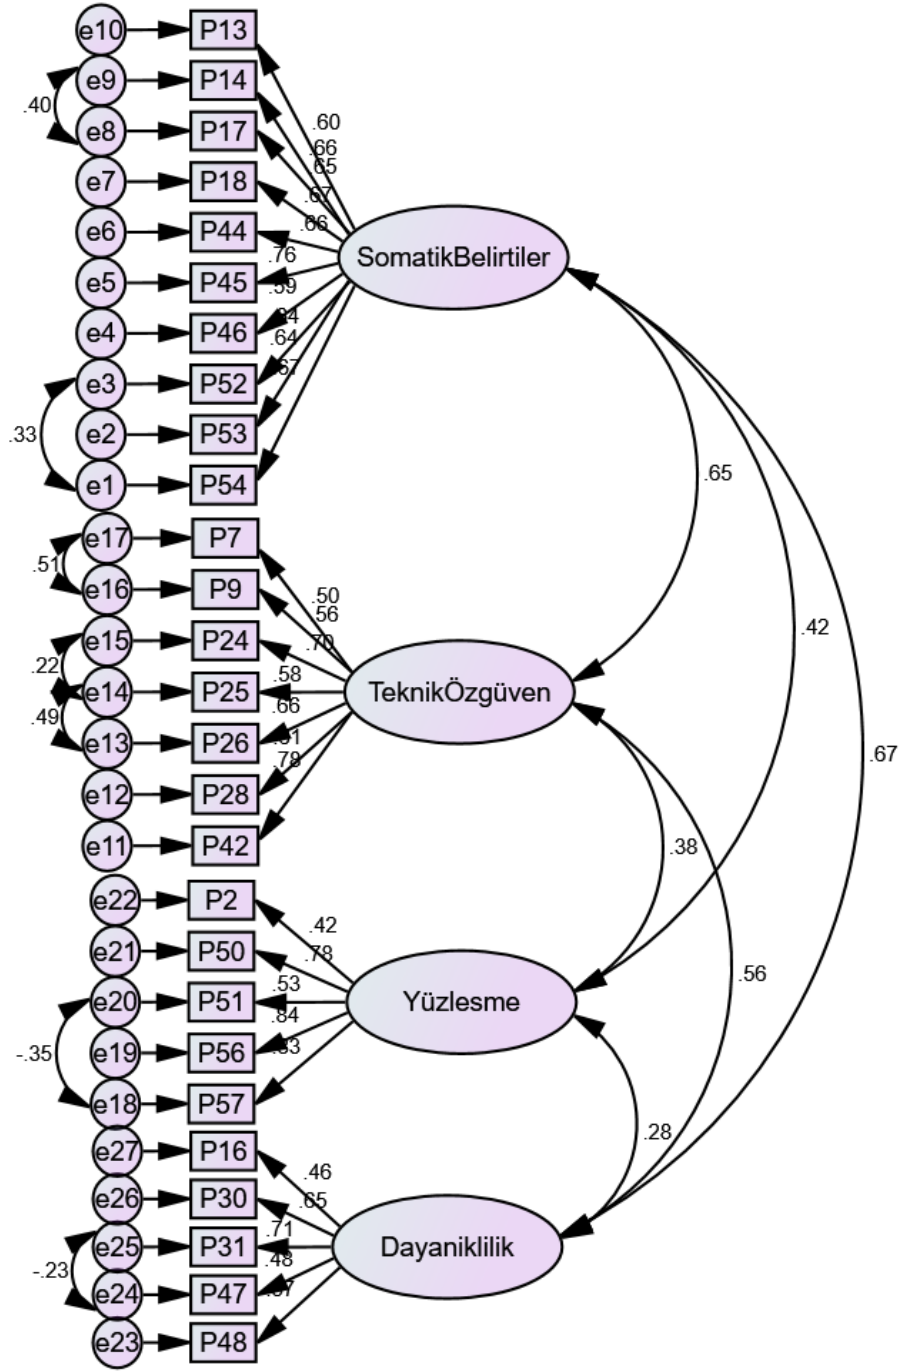 e10 P13
e9 P14
.40
e8 P17
.60
.66
.65
e7 P18
.67
e6 P44
.66
SomatikBelirtiler
.76
e5 P45
.59
e4 P46
.64
e3 P52
.33
e2 P53
e1 P54
.65
e17 P7
.51
e16 P9
.50
.56
.42
e15 P24
.70
.22
.58
e14 P25
TeknikÖzgüven
.66
.49
e13 P26
.78
.67
e12 P28
e11 P42
.38
e22 P2
.42
e21 P50
.78
.56
.53
e20 P51
Yüzlesme
.84
-.35
e19 P56
e18 P57
.28
e27 P16
.46
e26 P30
.65
.71
e25 P31
Dayaniklilik
.48
-.23
e24 P47
e23 P48